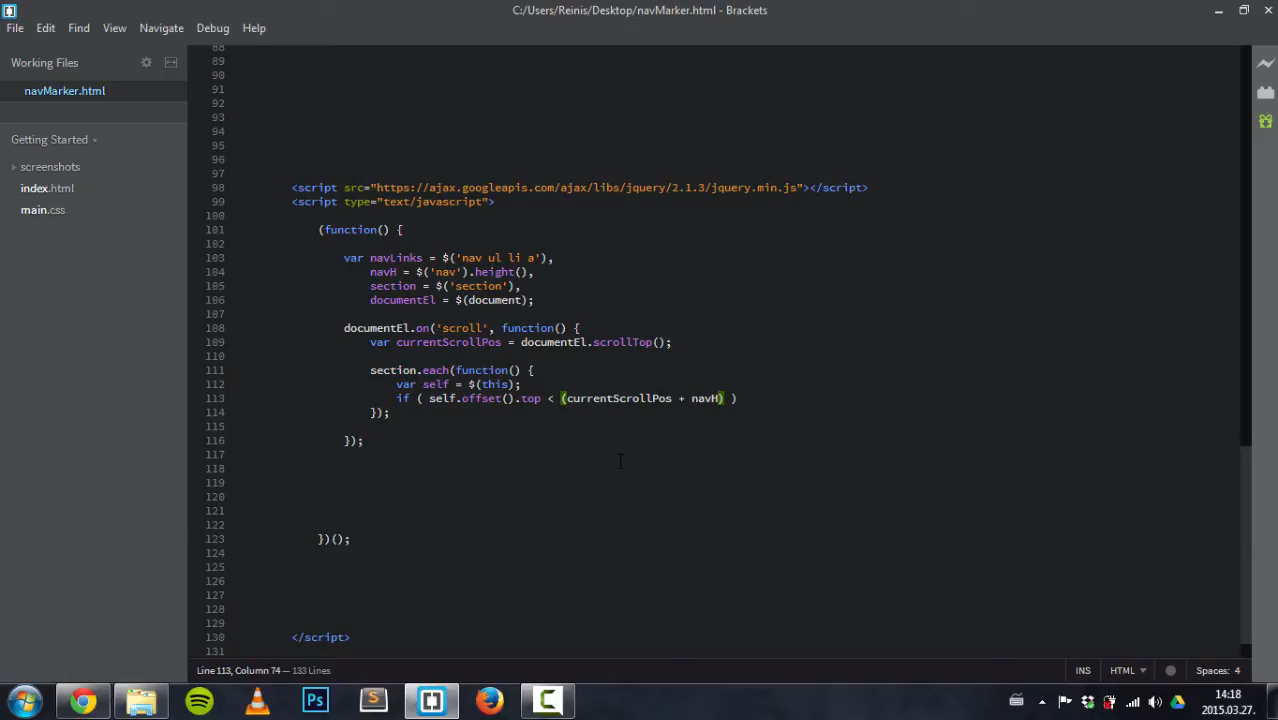 C:/Users/Reinis/Desktop/navMarker.html - Brackets
File Edit Find View Navigate Debug Help
Working Files
navMarker.html
Getting Started
screenshots
index.html
main.css
88
89
90
91
92
93
94
95
96
97
98 <script src="https://ajax.googleapis.com/ajax/libs/jquery/2.1.3/jquery.min.js"></script>
99 <script type="text/javascript">
100
101 (function() {
102
103 var navLinks = $('nav ul li a'),
104 navH = $('nav').height(),
105 section = $('section'),
106 documentEl = $(document);
107
108 documentEl.on('scroll', function() {
109 var currentScrollPos = documentEl.scrollTop();
110
111 section.each(function() {
112 var self = $(this);
113 if ( self.offset().top < (currentScrollPos + navH) )
114 });
115
116 });
117
118
119
120
121
122
123 })();
124
125
126
127
128
129
130 </script>
131
Line 113, Column 74 — 133 Lines
INS HTML Spaces: 4
Ps
S
C
14:18
2015.03.27.